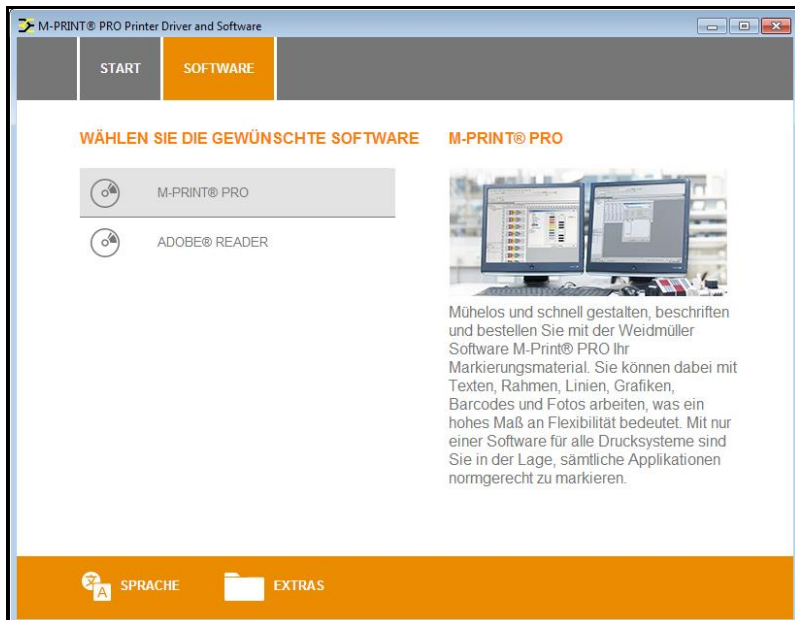 M-PRINT® PRO Printer Driver and Software
START
SOFTWARE
WÄHLEN SIE DIE GEWÜNSCHTE SOFTWARE
M-PRINT® PRO
ADOBE® READER
M-PRINT® PRO
Mühelos und schnell gestalten, beschriften
und bestellen Sie mit der Weidmüller
Software M-Print® PRO Ihr
Markierungsmaterial. Sie können dabei mit
Texten, Rahmen, Linien, Grafiken,
Barcodes und Fotos arbeiten, was ein
hohes Maß an Flexibilität bedeutet. Mit nur
einer Software für alle Drucksysteme sind
Sie in der Lage, sämtliche Applikationen
normgerecht zu markieren.
SPRACHE
EXTRAS